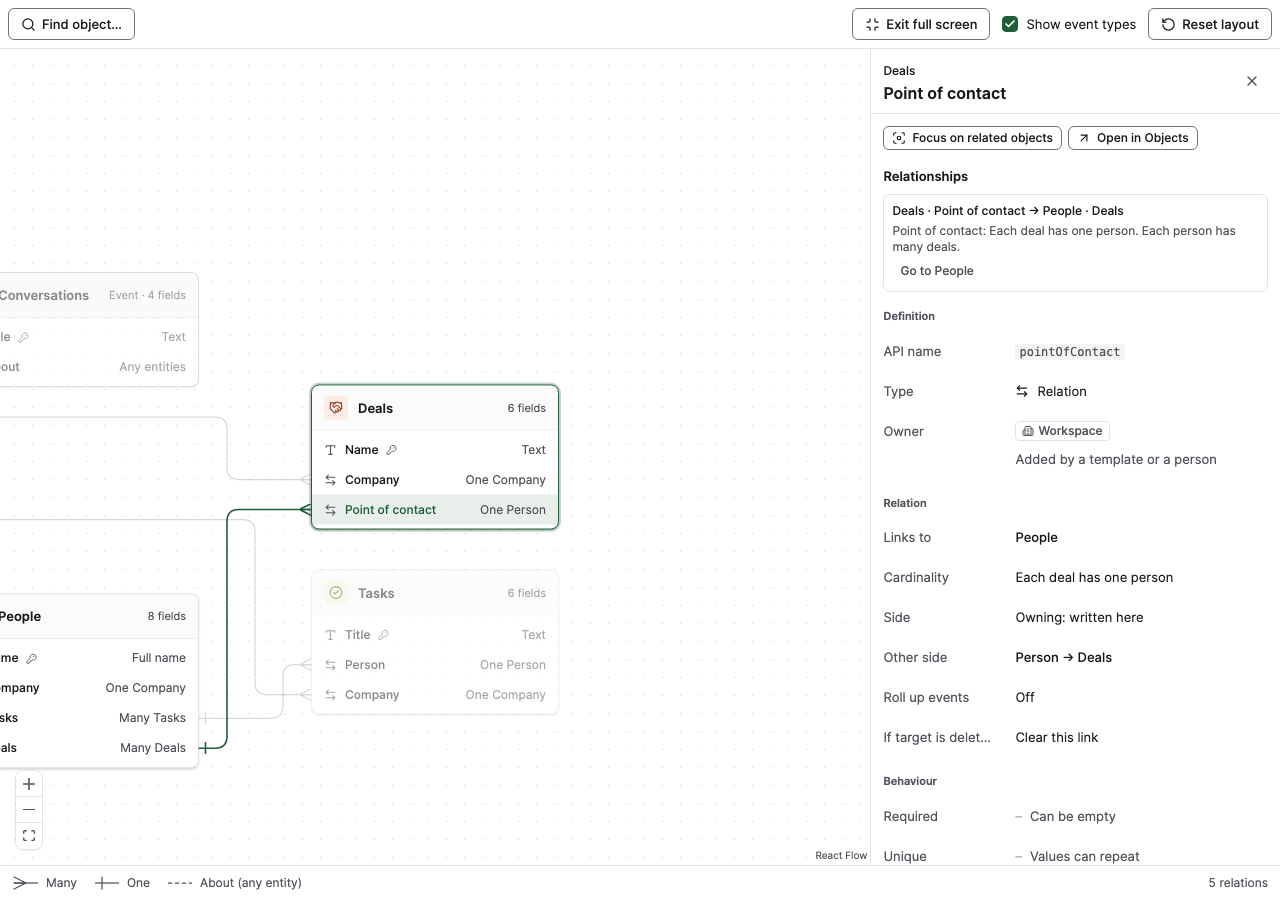 Find object...
Exit full screen
Show event types
Reset layout
Deals
Point of contact
Focus on related objects
Open in Objects
Relationships
Deals · Point of contact → People · Deals
Point of contact: Each deal has one person. Each person has
many deals.
Go to People
Definition
API name pointOfContact
Type Relation
Owner Workspace
Added by a template or a person
Relation
Links to People
Cardinality Each deal has one person
Side Owning: written here
Other side Person → Deals
Roll up events Off
If target is delet... Clear this link
Behaviour
Required – Can be empty
Unique – Values can repeat
Conversations Event · 4 fields
le Text
out Any entities
Deals 6 fields
Name Text
Company One Company
Point of contact One Person
Tasks 6 fields
Title Text
Person One Person
Company One Company
People 8 fields
me Full name
mpany One Company
sks Many Tasks
als Many Deals
React Flow
Many
One
About (any entity)
5 relations